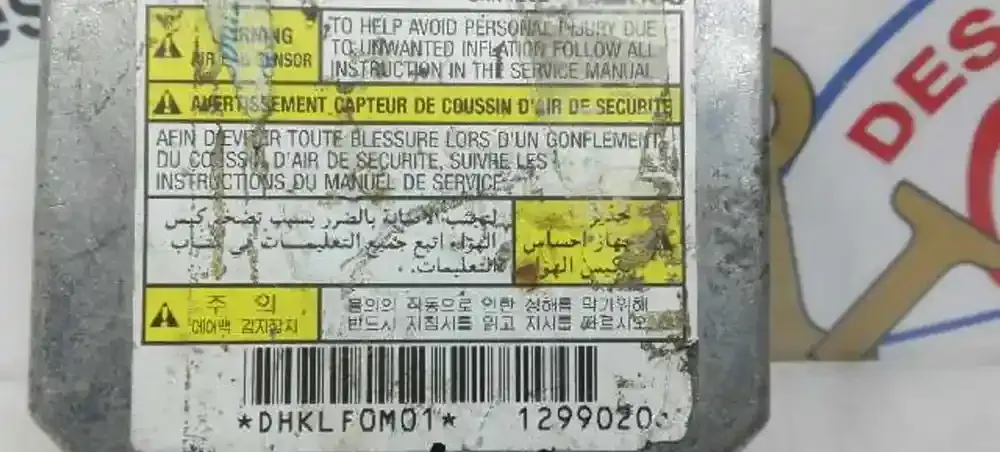 WARNING
AIR BAG SENSOR
TO HELP AVOID PERSONAL INJURY DUE
TO UNWANTED INFLATION FOLLOW ALL
INSTRUCTION IN THE SERVICE MANUAL
AVERTISSEMENT CAPTEUR DE COUSSIN D'AIR DE SECURITE
AFIN D'EVITER TOUTE BLESSURE LORS D'UN GONFLEMENT
DU COUSSIN D'AIR DE SECURITE, SUIVRE LES
INSTRUCTIONS DU MANUEL DE SERVICE
تحذير
جهاز احساس
كيس الهواء
لتجنب الاصابة بالضرر بسبب تضخم كيس
الهواء اتبع جميع التعليمات في كتاب
التعليمات.
주 의
에어백 감지장치
불의의 작동으로 인한 상해를 막기위해
반드시 지침서를 읽고 지시를 따르시오
*DHKLF0M01* 1299020
DES